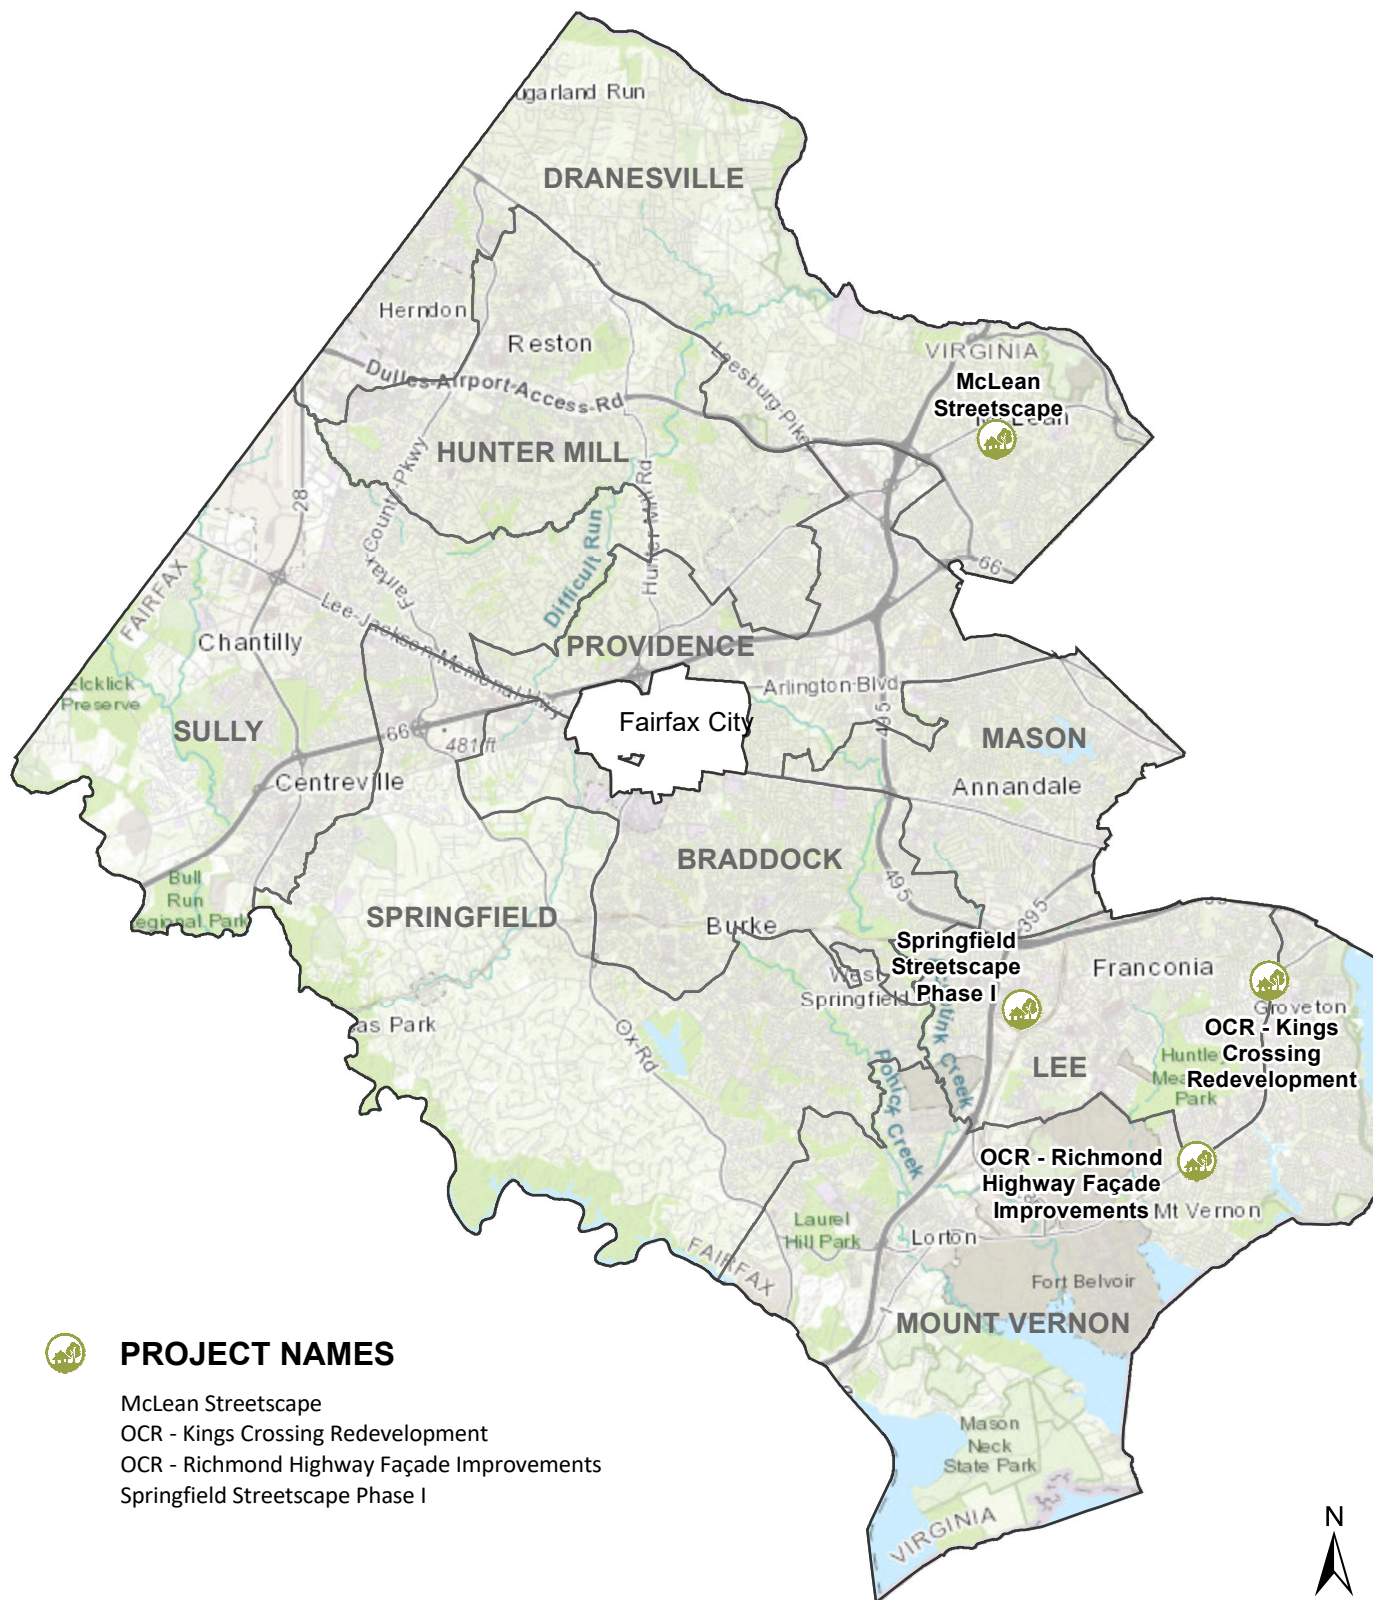 ugarland Run
DRANESVILLE
Herndon
Reston
VIRGINIA
McLean
Streetscape
Leesburg-Pike
Dulles-Airport-Access-Rd
HUNTER MILL
28
Fairfax-County-Pkwy
Hunter Mill Rd
Difficult Run
66
FAIRFAX
Lee-Jackson-Memorial-Hwy
Chantilly
PROVIDENCE
Elcklick
Preserve
Arlington-Blvd
SULLY
Fairfax City
495
MASON
66
481 ft
Centreville
Annandale
BRADDOCK
Bull
Run
egional Park
495
395
SPRINGFIELD
Burke
Springfield
Streetscape
Phase I
West
Springfield
Franconia
Groveton
OCR - Kings
Crossing
Redevelopment
as Park
Ox-Rd
Creek
Pohick Creek
LEE
Huntle
Mea
Park
OCR - Richmond
Highway Façade
Improvements
Mt Vernon
Laurel
Hill Park
Lorton
FAIRFAX
Fort Belvoir
1
MOUNT VERNON
PROJECT NAMES
McLean Streetscape
OCR - Kings Crossing Redevelopment
OCR - Richmond Highway Façade Improvements
Springfield Streetscape Phase I
Mason
Neck
State Park
VIRGINIA
N